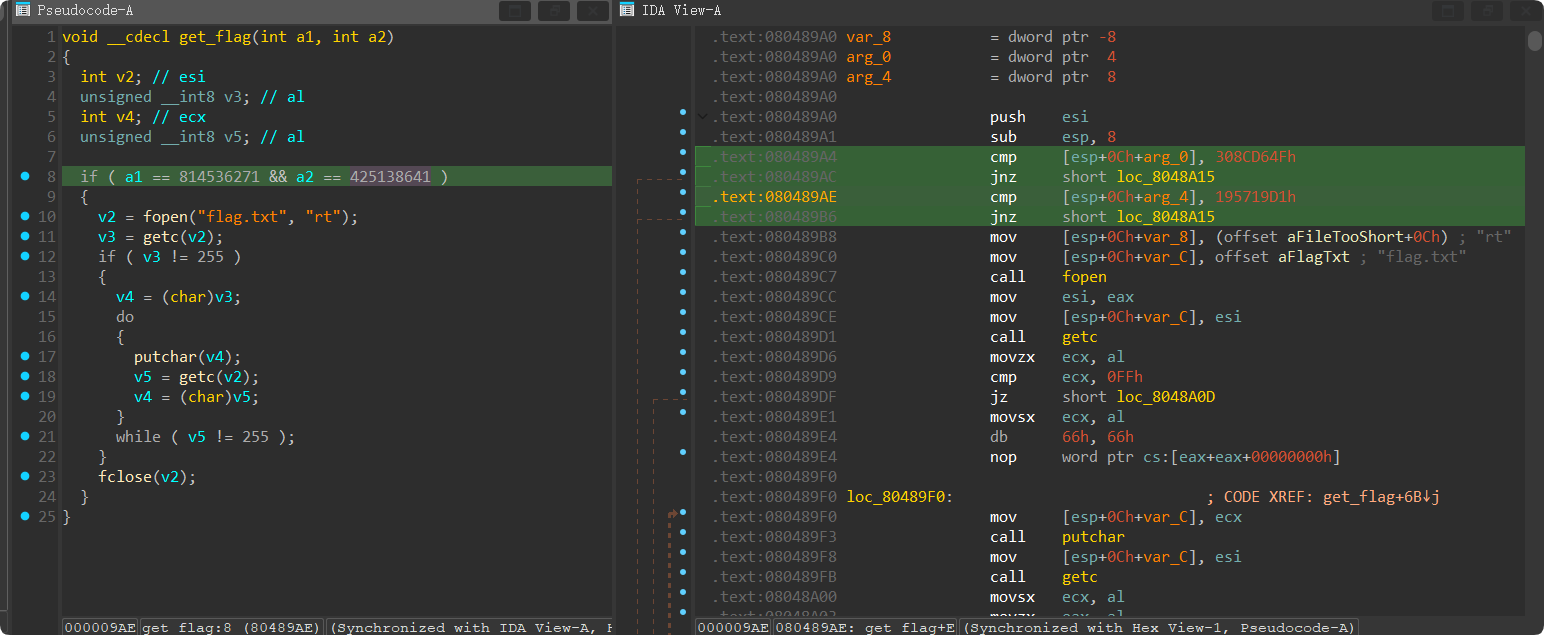 Pseudocode-A
1 void __cdecl get_flag(int a1, int a2)
2 {
3 int v2; // esi
4 unsigned __int8 v3; // al
5 int v4; // ecx
6 unsigned __int8 v5; // al
7
8 if ( a1 == 814536271 && a2 == 425138641 )
9 {
10 v2 = fopen("flag.txt", "rt");
11 v3 = getc(v2);
12 if ( v3 != 255 )
13 {
14 v4 = (char)v3;
15 do
16 {
17 putchar(v4);
18 v5 = getc(v2);
19 v4 = (char)v5;
20 }
21 while ( v5 != 255 );
22 }
23 fclose(v2);
24 }
25 }
000009AE get_flag:8 (80489AE) (Synchronized with IDA View-A, H
IDA View-A
.text:080489A0 var_8 = dword ptr -8
.text:080489A0 arg_0 = dword ptr 4
.text:080489A0 arg_4 = dword ptr 8
.text:080489A0
.text:080489A0 push esi
.text:080489A1 sub esp, 8
.text:080489A4 cmp [esp+0Ch+arg_0], 308CD64Fh
.text:080489AC jnz short loc_8048A15
.text:080489AE cmp [esp+0Ch+arg_4], 195719D1h
.text:080489B6 jnz short loc_8048A15
.text:080489B8 mov [esp+0Ch+var_8], (offset aFileTooShort+0Ch) ; "rt"
.text:080489C0 mov [esp+0Ch+var_C], offset aFlagTxt ; "flag.txt"
.text:080489C7 call fopen
.text:080489CC mov esi, eax
.text:080489CE mov [esp+0Ch+var_C], esi
.text:080489D1 call getc
.text:080489D6 movzx ecx, al
.text:080489D9 cmp ecx, 0FFh
.text:080489DF jz short loc_8048A0D
.text:080489E1 movsx ecx, al
.text:080489E4 db 66h, 66h
.text:080489E4 nop word ptr cs:[eax+eax+00000000h]
.text:080489F0
.text:080489F0 loc_80489F0: ; CODE XREF: get_flag+6B↓j
.text:080489F0 mov [esp+0Ch+var_C], ecx
.text:080489F3 call putchar
.text:080489F8 mov [esp+0Ch+var_C], esi
.text:080489FB call getc
.text:08048A00 movsx ecx, al
000009AE 080489AE: get_flag+E (Synchronized with Hex View-1, Pseudocode-A)